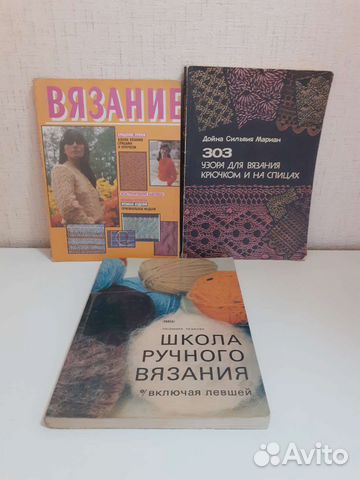 ВЯЗАНИЕ
Дойна Сильвия Мариан
303
УЗОРА ДЛЯ ВЯЗАНИЯ
КРЮЧКОМ И НА СПИЦАХ
ШКОЛА
РУЧНОГО
ВЯЗАНИЯ
включая левшей
Avito